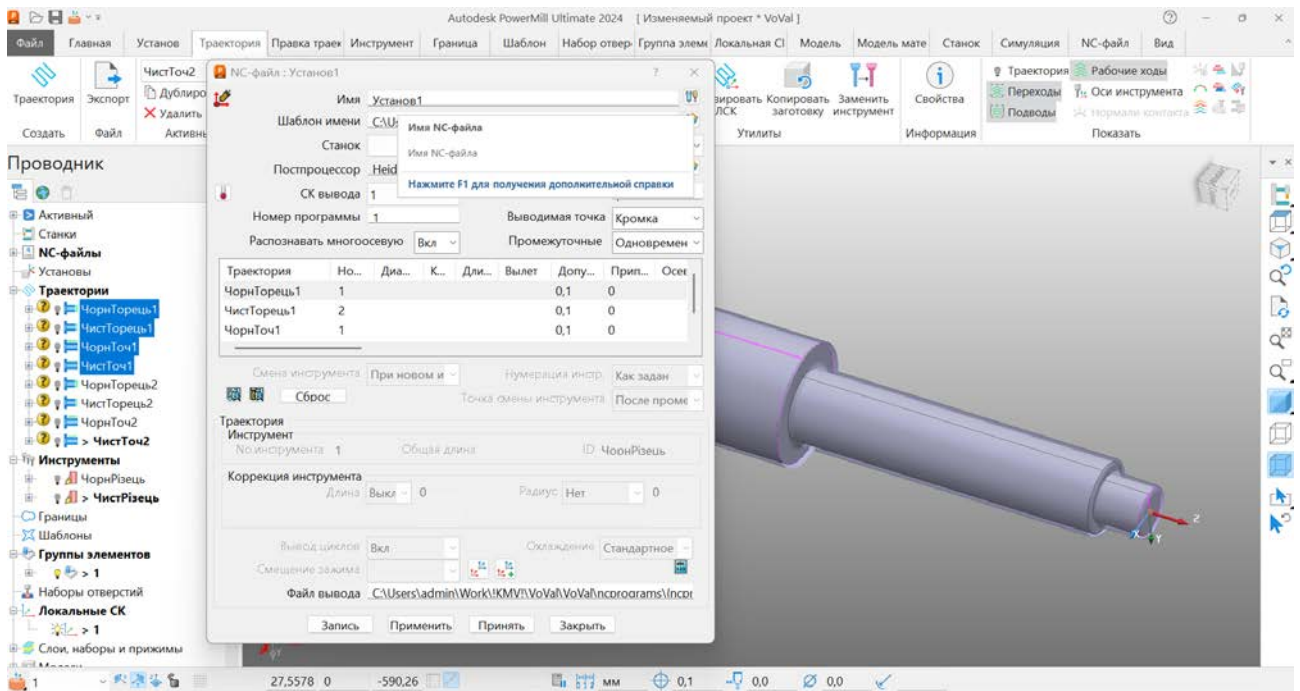 Autodesk PowerMill Ultimate 2024 [ Изменяемый проект * VoVal ]
Файл Главная Установ Траектория Правка траек Инструмент Граница Шаблон Набор отвер Группа элеме Локальная СІ Модель Модель мате Станок Симуляция NC-файл Вид
ЧистТоч2
Дублиро
Удалить
Траектория Экспорт
Создать Файл Активн
зировать Копировать Заменить
ЛСК заготовку инструмент
Утилиты
Свойства
Информация
Траектория Рабочие ходы
Переходы Оси инструмента
Подводы Нормали контакта
Показать
Проводник
Активный
Станки
NC-файлы
Установы
Траектории
ЧорнТорець1
ЧистТорець1
ЧорнТоч1
ЧистТоч1
ЧорнТорець2
ЧистТорець2
ЧорнТоч2
> ЧистТоч2
Инструменты
ЧорнРізець
> ЧистРізець
Границы
Шаблоны
Группы элементов
> 1
Наборы отверстий
Локальные СК
> 1
Слои, наборы и прижимы
NC-файл : Установ1 ? ×
Имя Установ1
Шаблон имени C:\U
Станок
Постпроцессор Heid
Имя NC-файла
Имя NC-файла
Нажмите F1 для получения дополнительной справки
СК вывода 1
Номер программы 1 Выводимая точка Кромка
Распознавать многоосевую Вкл Промежуточные Одновремен
Траектория Но... Диа... К... Дли... Вылет Допу... Прип... Осев
ЧорнТорець1 1 0,1 0
ЧистТорець1 2 0,1 0
ЧорнТоч1 1 0,1 0
Смена инструмента При новом и Нумерация инстр. Как задан
Сброс Точка смены инструмента После проме
Траектория
Инструмент
No.инструмента 1 Общая длина ID ЧорнРізець
Коррекция инструмента
Длина Выкл 0 Радиус Нет 0
Вывод циклов Вкл Охлаждение Стандартное
Смещение зажима
Файл вывода C:\Users\admin\Work\!KMV!\VoVal\VoVal\ncprograms\{ncpr
Запись Применить Принять Закрыть
Z
X Y
1 27,5578 0 -590,26 мм 0,1 0,0 0,0